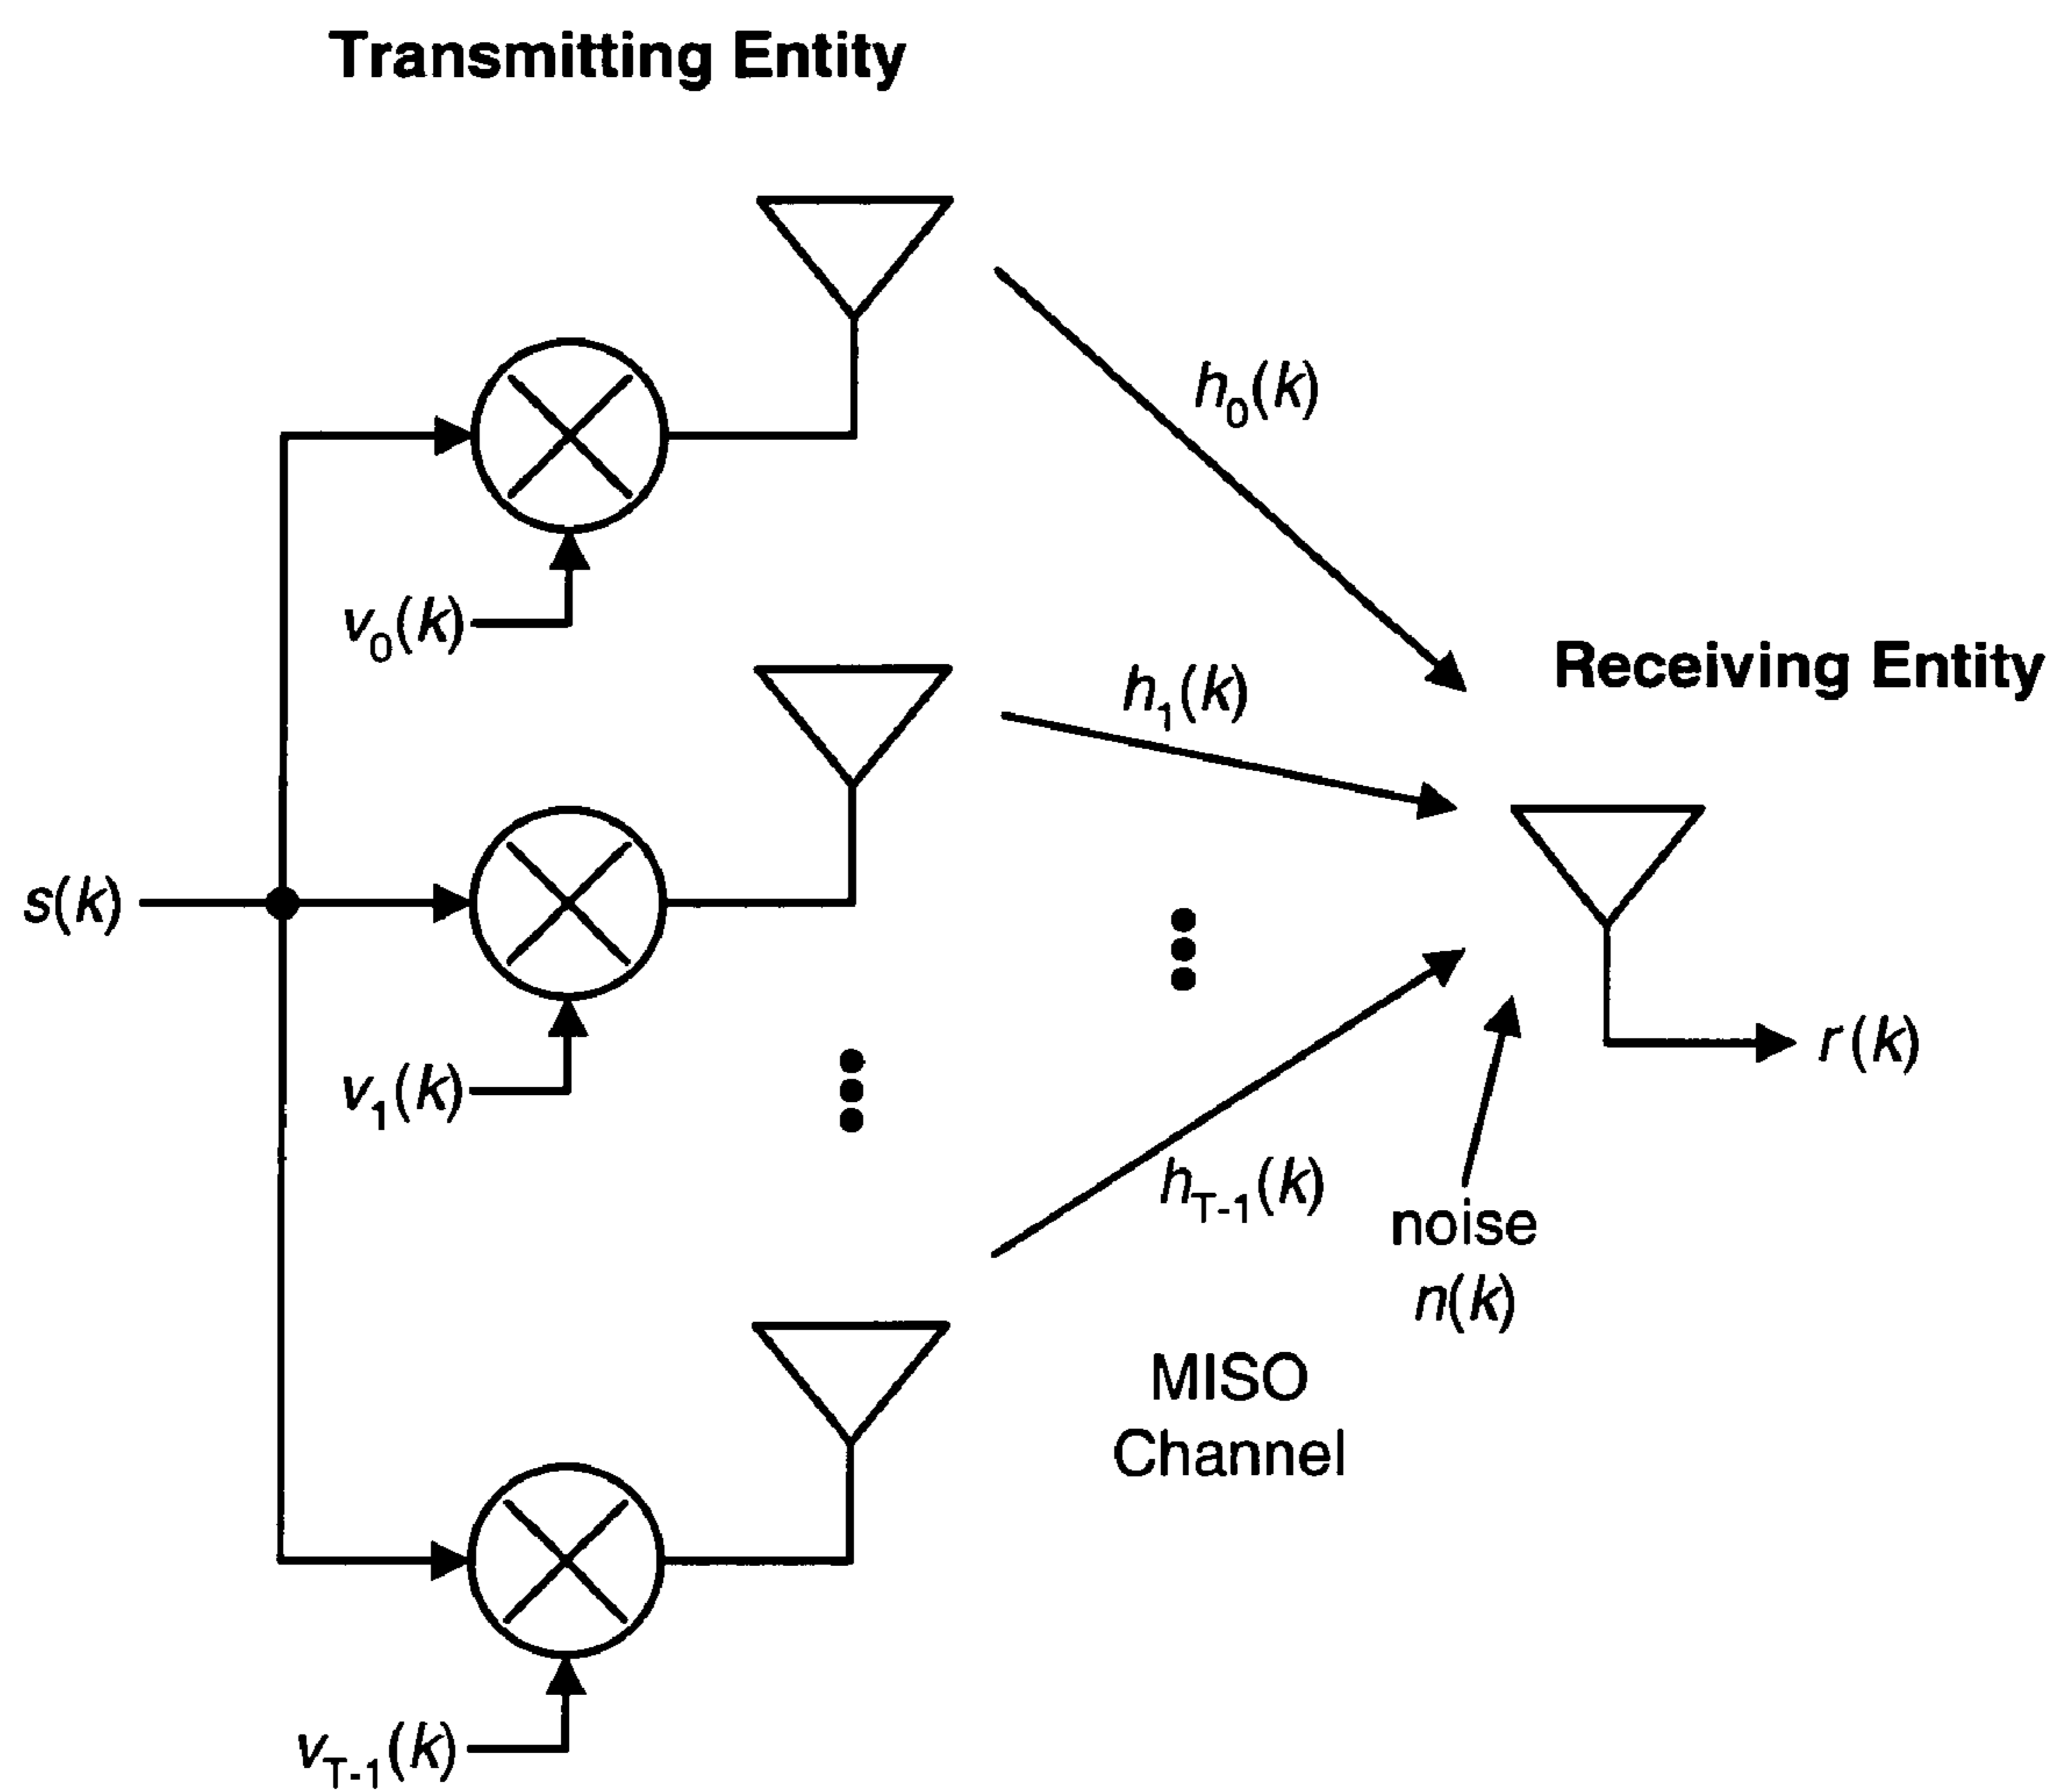 Transmitting Entity
h0(k)
v0(k)
Receiving Entity
h1(k)
s(k)
r(k)
v1(k)
hT-1(k)
noise
n(k)
MISO
Channel
vT-1(k)